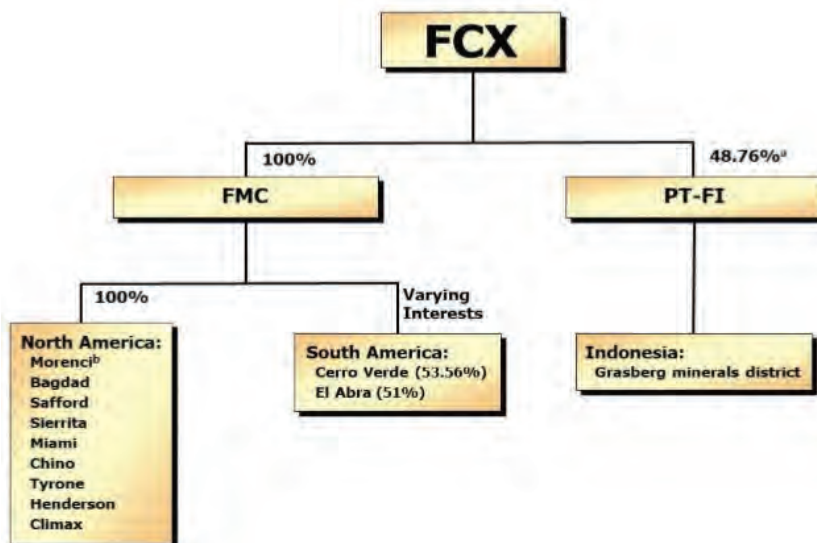 FCX
100%
48.76%ᵃ
FMC
PT-FI
100%
Varying
Interests
North America:
Morenciᵇ
Bagdad
Safford
Sierrita
Miami
Chino
Tyrone
Henderson
Climax
South America:
Cerro Verde (53.56%)
El Abra (51%)
Indonesia:
Grasberg minerals district